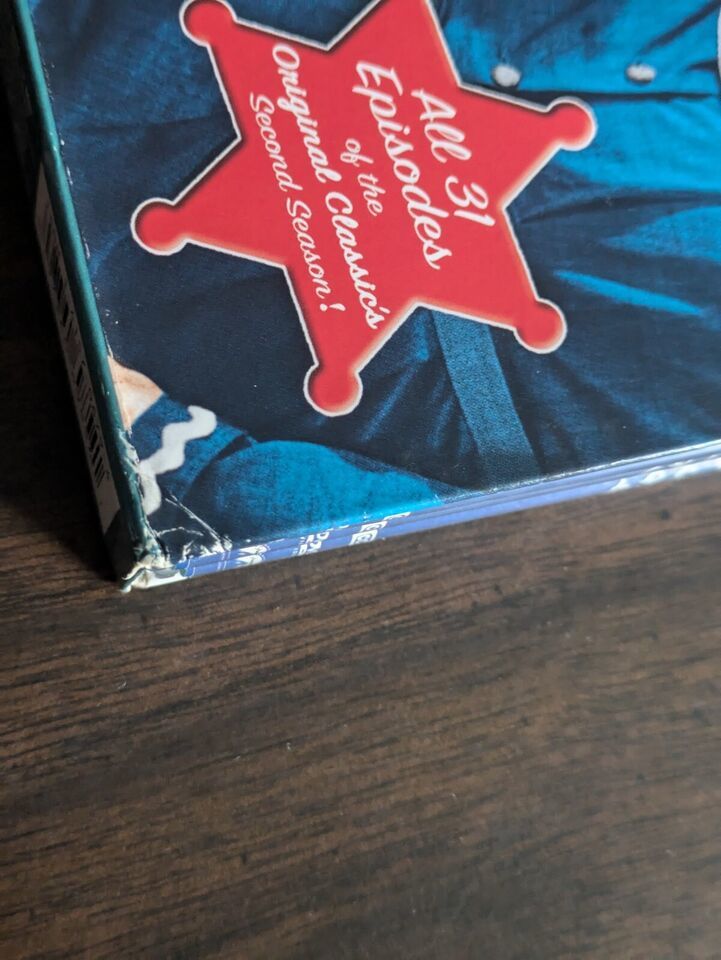 All 31
Episodes
of the
Original Classic's
Second Season!